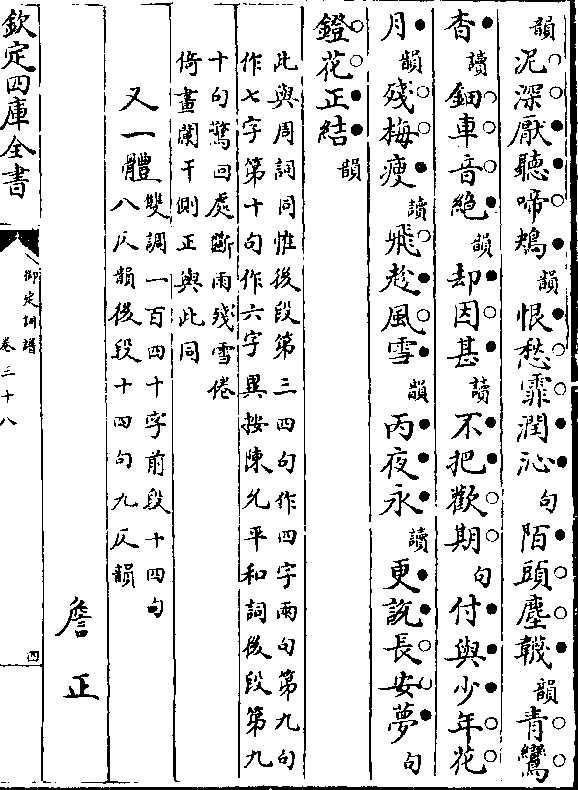 韻泥深厭聽啼鴂韻恨愁霏潤沁句陌頭塵韈韻青鸞
杳讀鈿車音絶韻却因甚讀不把歡期句付與少年花
月韻殘梅瘦讀飛趁風雪韻丙夜永讀更說長安夢句
鐙花正結韻
此與周詞同惟後段第三四句作四字兩句第九句
作七字第十句作六字異按陳允平和詞後段第九
十句驚回處斷雨殘雪倦
倚畫闌干側正與此同
又一體雙調一百四十字前段十四句
八仄韻後段十四句九仄韻
詹正
欽定四庫全書
御定詞譜
卷三十八
四